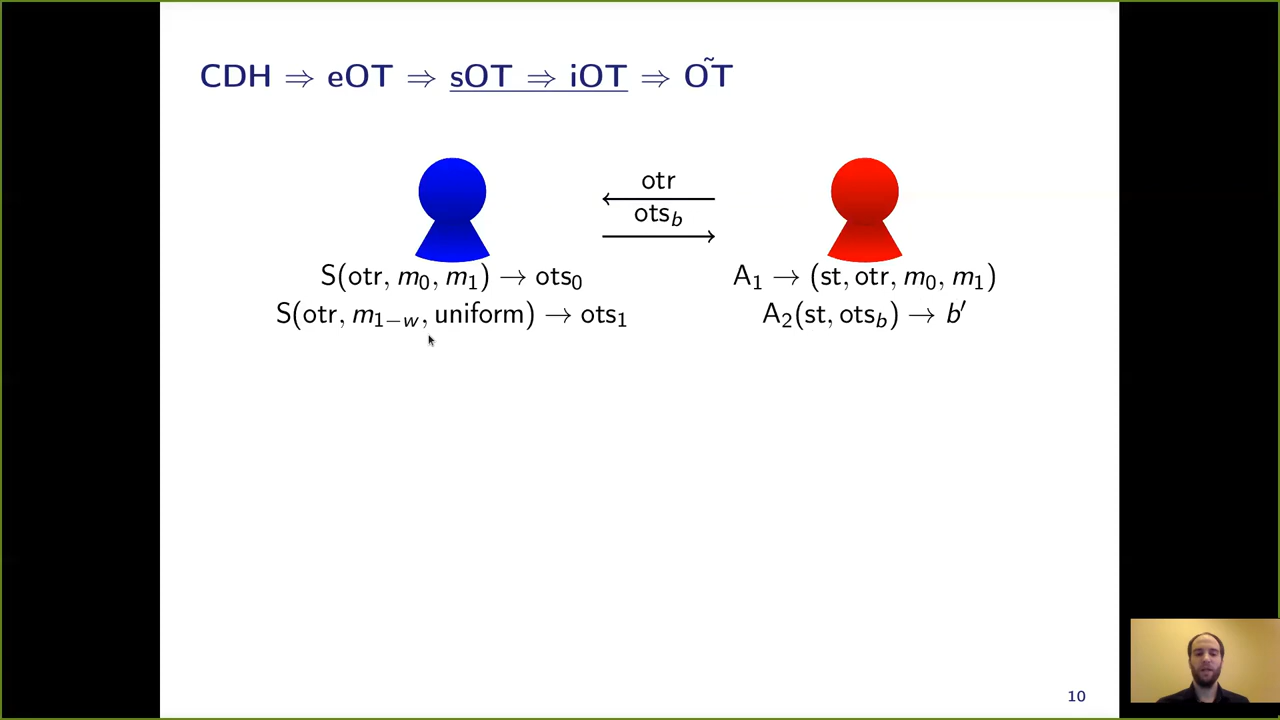 CDH ⇒ eOT ⇒ sOT ⇒ iOT ⇒ OT̃
otr
ots_b
S(otr, m_0, m_1) → ots_0
A_1 → (st, otr, m_0, m_1)
S(otr, m_{1−w}, uniform) → ots_1
A_2(st, ots_b) → b′
10